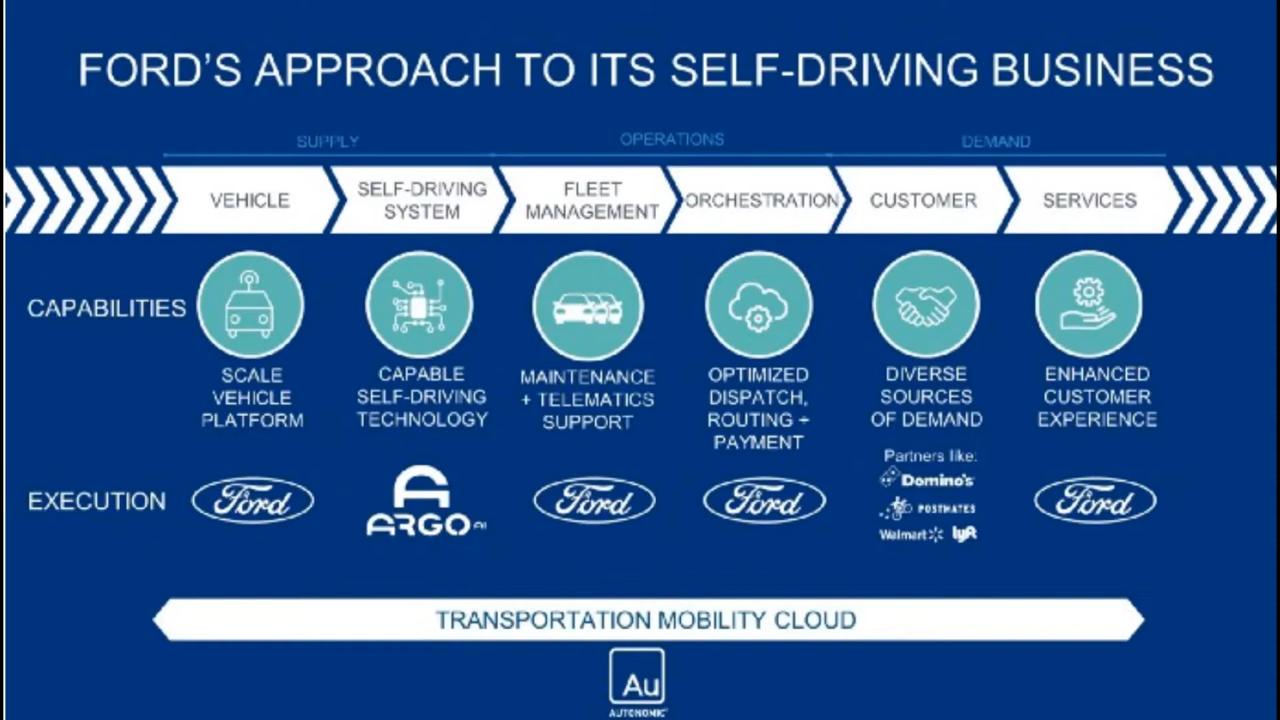 FORD'S APPROACH TO ITS SELF-DRIVING BUSINESS
SUPPLY
OPERATIONS
DEMAND
VEHICLE
SELF-DRIVING
SYSTEM
FLEET
MANAGEMENT
ORCHESTRATION
CUSTOMER
SERVICES
CAPABILITIES
SCALE
VEHICLE
PLATFORM
CAPABLE
SELF-DRIVING
TECHNOLOGY
MAINTENANCE
+ TELEMATICS
SUPPORT
OPTIMIZED
DISPATCH,
ROUTING +
PAYMENT
DIVERSE
SOURCES
OF DEMAND
ENHANCED
CUSTOMER
EXPERIENCE
EXECUTION
Ford
ARGO AI
Ford
Ford
Partners like:
Domino's
POSTMATES
Walmart lyft
Ford
TRANSPORTATION MOBILITY CLOUD
Au
AUTONOMIC